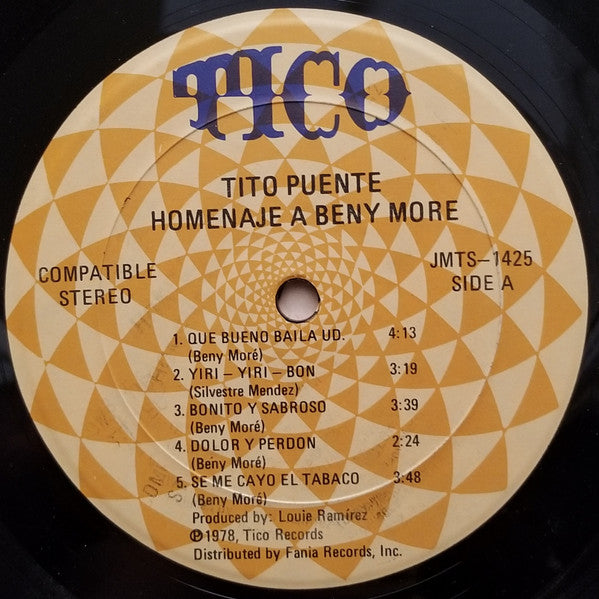 TICO
TITO PUENTE
HOMENAJE A BENY MORE
COMPATIBLE
STEREO
JMTS-1425
SIDE A
1. QUE BUENO BAILA UD. 4:13
(Beny Moré)
2. YIRI - YIRI - BON 3:19
(Silvestre Mendez)
3. BONITO Y SABROSO 3:39
(Beny Moré)
4. DOLOR Y PERDON 2:24
(Beny Moré)
5. SE ME CAYO EL TABACO 3:48
(Beny Moré)
Produced by: Louie Ramírez
℗1978, Tico Records
Distributed by Fania Records, Inc.